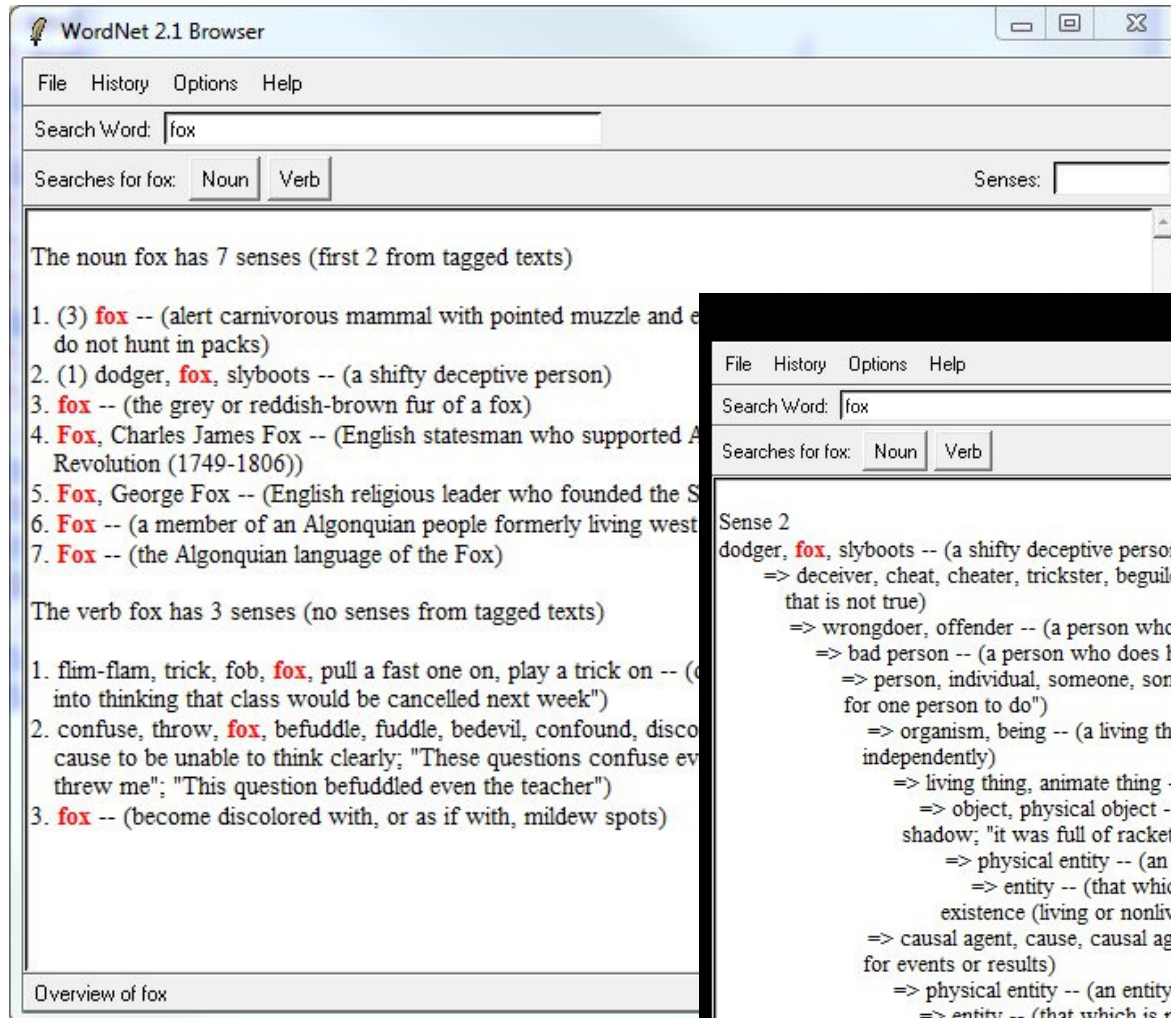 WordNet 2.1 Browser
File History Options Help
Search Word: fox
Searches for fox: Noun Verb Senses:
The noun fox has 7 senses (first 2 from tagged texts)
1. (3) fox -- (alert carnivorous mammal with pointed muzzle and
do not hunt in packs)
2. (1) dodger, fox, slyboots -- (a shifty deceptive person)
3. fox -- (the grey or reddish-brown fur of a fox)
4. Fox, Charles James Fox -- (English statesman who supported
Revolution (1749-1806))
5. Fox, George Fox -- (English religious leader who founded the
6. Fox -- (a member of an Algonquian people formerly living west
7. Fox -- (the Algonquian language of the Fox)
The verb fox has 3 senses (no senses from tagged texts)
1. flim-flam, trick, fob, fox, pull a fast one on, play a trick on -- (
into thinking that class would be cancelled next week")
2. confuse, throw, fox, befuddle, fuddle, bedevil, confound,
cause to be unable to think clearly; "These questions confuse
threw me"; "This question befuddled even the teacher")
3. fox -- (become discolored with, or as if with, mildew spots)
Overview of fox
File History Options Help
Search Word: fox
Searches for fox: Noun Verb
Sense 2
dodger, fox, slyboots -- (a shifty deceptive
=> deceiver, cheat, cheater, trickster,
that is not true)
=> wrongdoer, offender -- (a person
=> bad person -- (a person who does
=> person, individual, someone,
for one person to do")
=> organism, being -- (a living
independently)
=> living thing, animate thing
=> object, physical object
shadow; "it was full of
=> physical entity -- (an
=> entity -- (that
existence (living or
=> causal agent, cause, causal
for events or results)
=> physical entity -- (an entity
=> entity -- (that which is